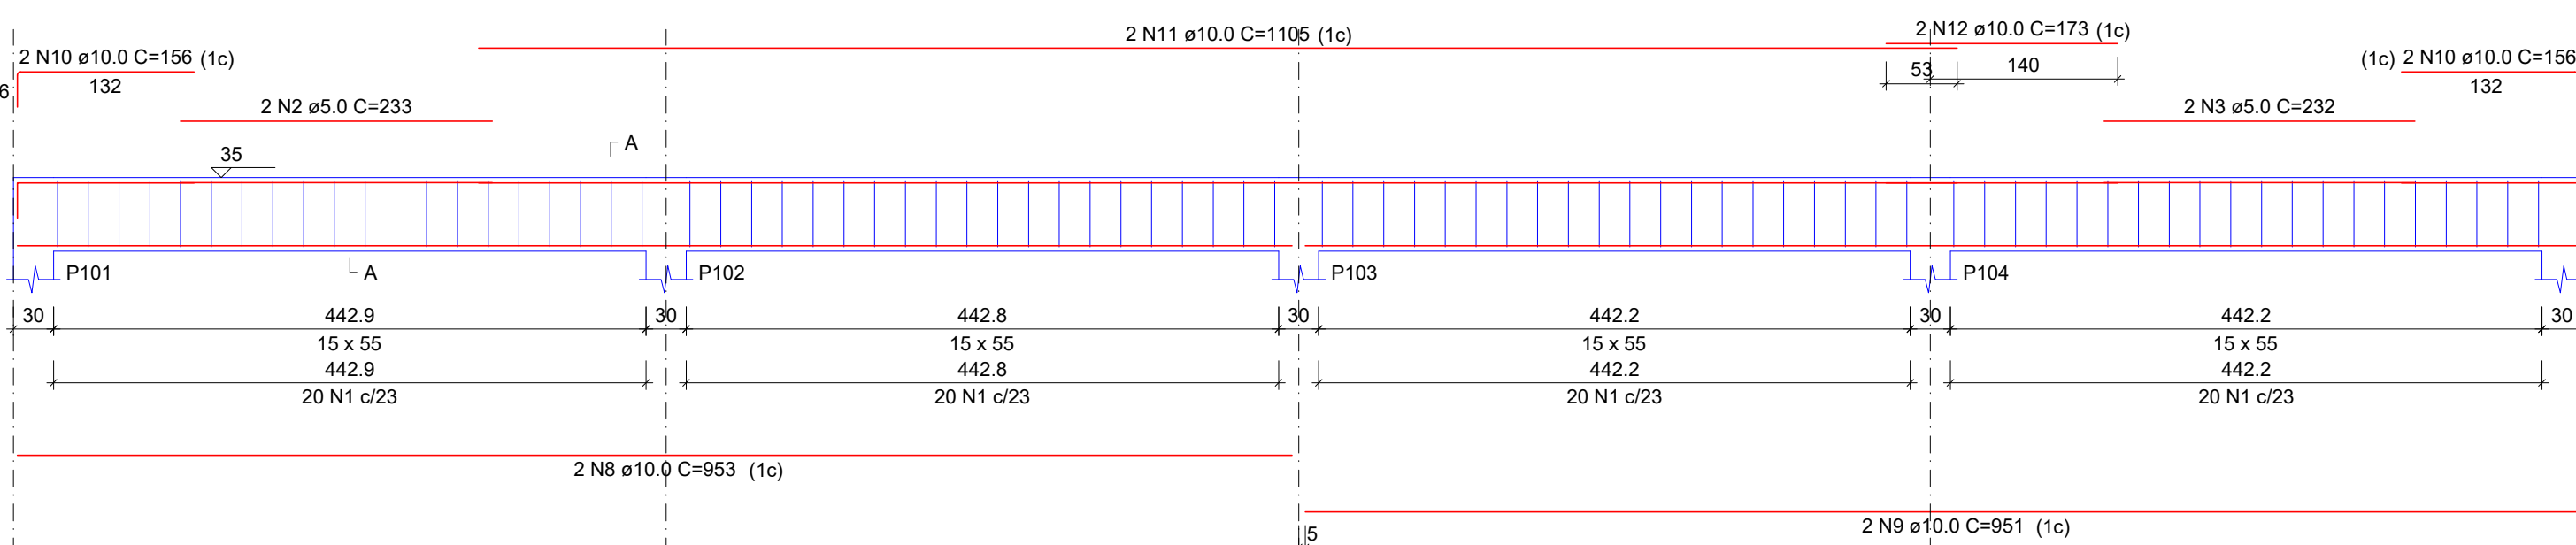 2 N11 ø10.0 C=1105 (1c)
2 N12 ø10.0 C=173 (1c)
2 N10 ø10.0 C=156 (1c)
(1c) 2 N10 ø10.0 C=156
53
140
6
132
132
2 N2 ø5.0 C=233
2 N3 ø5.0 C=232
A
35
P101
A
P102
P103
P104
30 442.9 30 442.8 30 442.2 30 442.2 30
15 x 55 15 x 55 15 x 55 15 x 55
442.9 442.8 442.2 442.2
20 N1 c/23 20 N1 c/23 20 N1 c/23 20 N1 c/23
2 N8 ø10.0 C=953 (1c)
2 N9 ø10.0 C=951 (1c)
5